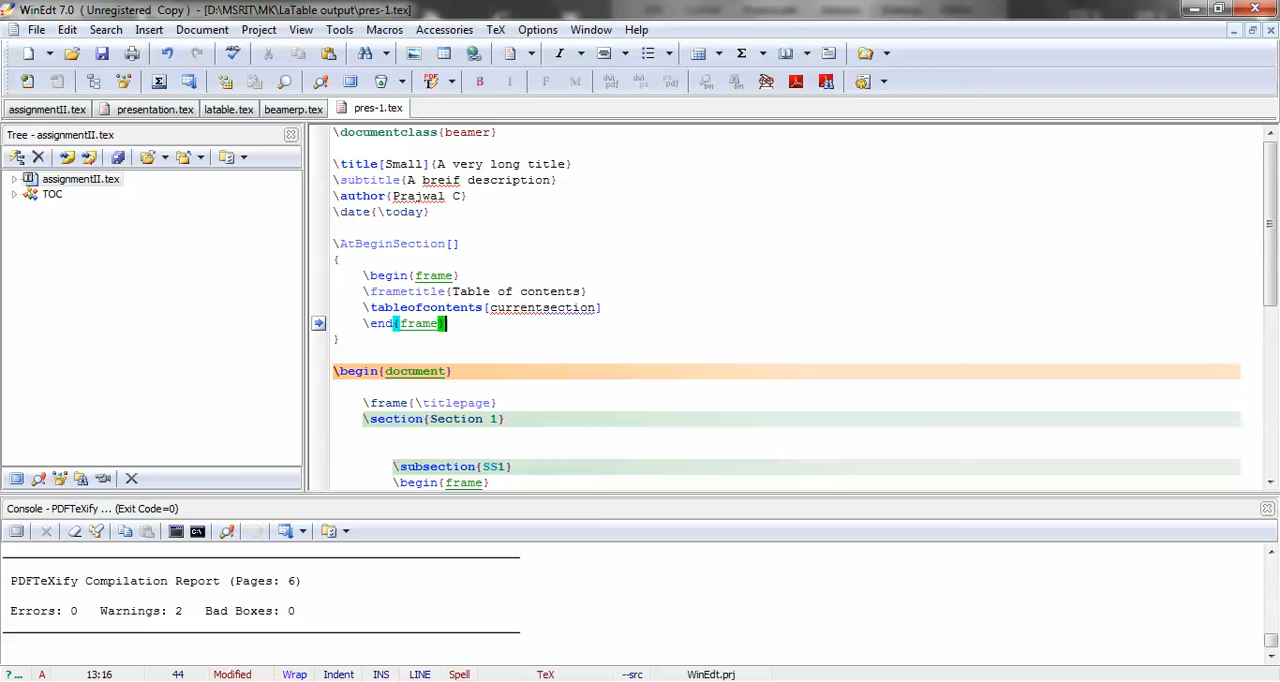 WinEdt 7.0 ( Unregistered Copy ) - [D:\MSRIT\MK\LaTable output\pres-1.tex]
File Edit Search Insert Document Project View Tools Macros Accessories TeX Options Window Help
assignmentII.tex presentation.tex latable.tex beamerp.tex pres-1.tex
Tree - assignmentII.tex
assignmentII.tex
TOC
\documentclass{beamer}
\title[Small]{A very long title}
\subtitle{A breif description}
\author{Prajwal C}
\date{\today}
\AtBeginSection[]
{
\begin{frame}
\frametitle{Table of contents}
\tableofcontents[currentsection]
\end{frame}
}
\begin{document}
\frame{\titlepage}
\section{Section 1}
\subsection{SS1}
\begin{frame}
Console - PDFTeXify ... (Exit Code=0)
PDFTeXify Compilation Report (Pages: 6)
Errors: 0 Warnings: 2 Bad Boxes: 0
? ... A 13:16 44 Modified Wrap Indent INS LINE Spell TeX --src WinEdt.prj